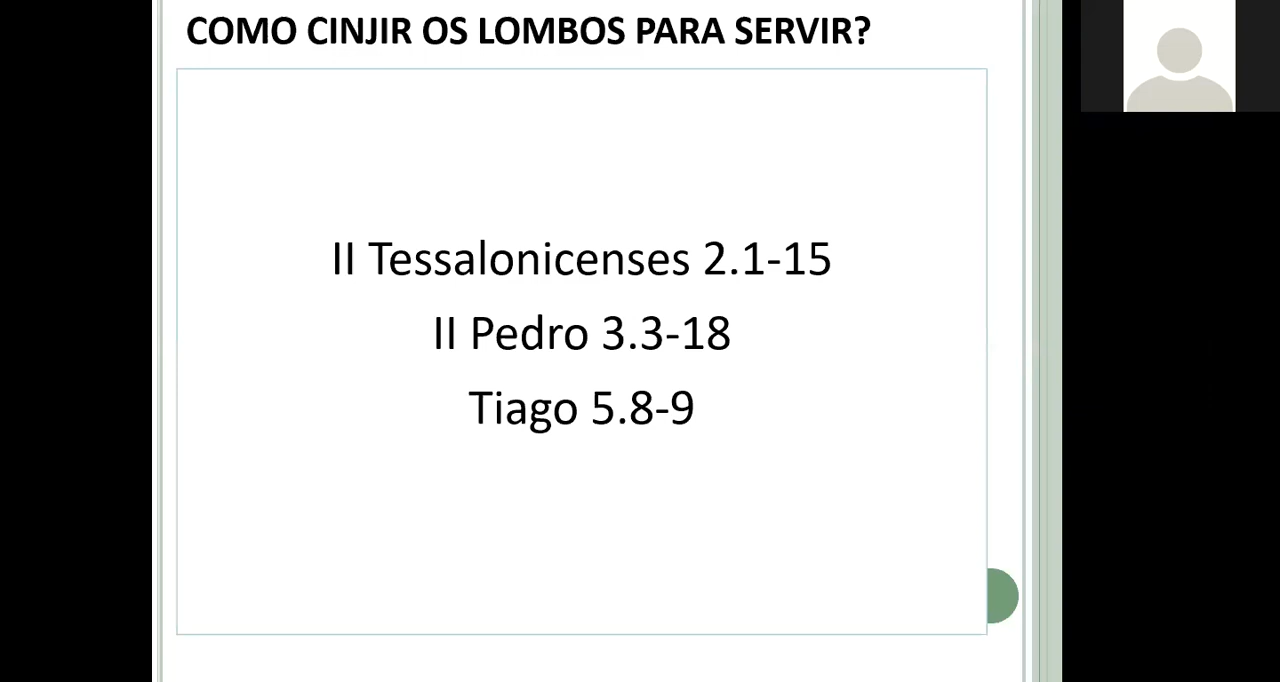 COMO CINJIR OS LOMBOS PARA SERVIR?
II Tessalonicenses 2.1-15
II Pedro 3.3-18
Tiago 5.8-9